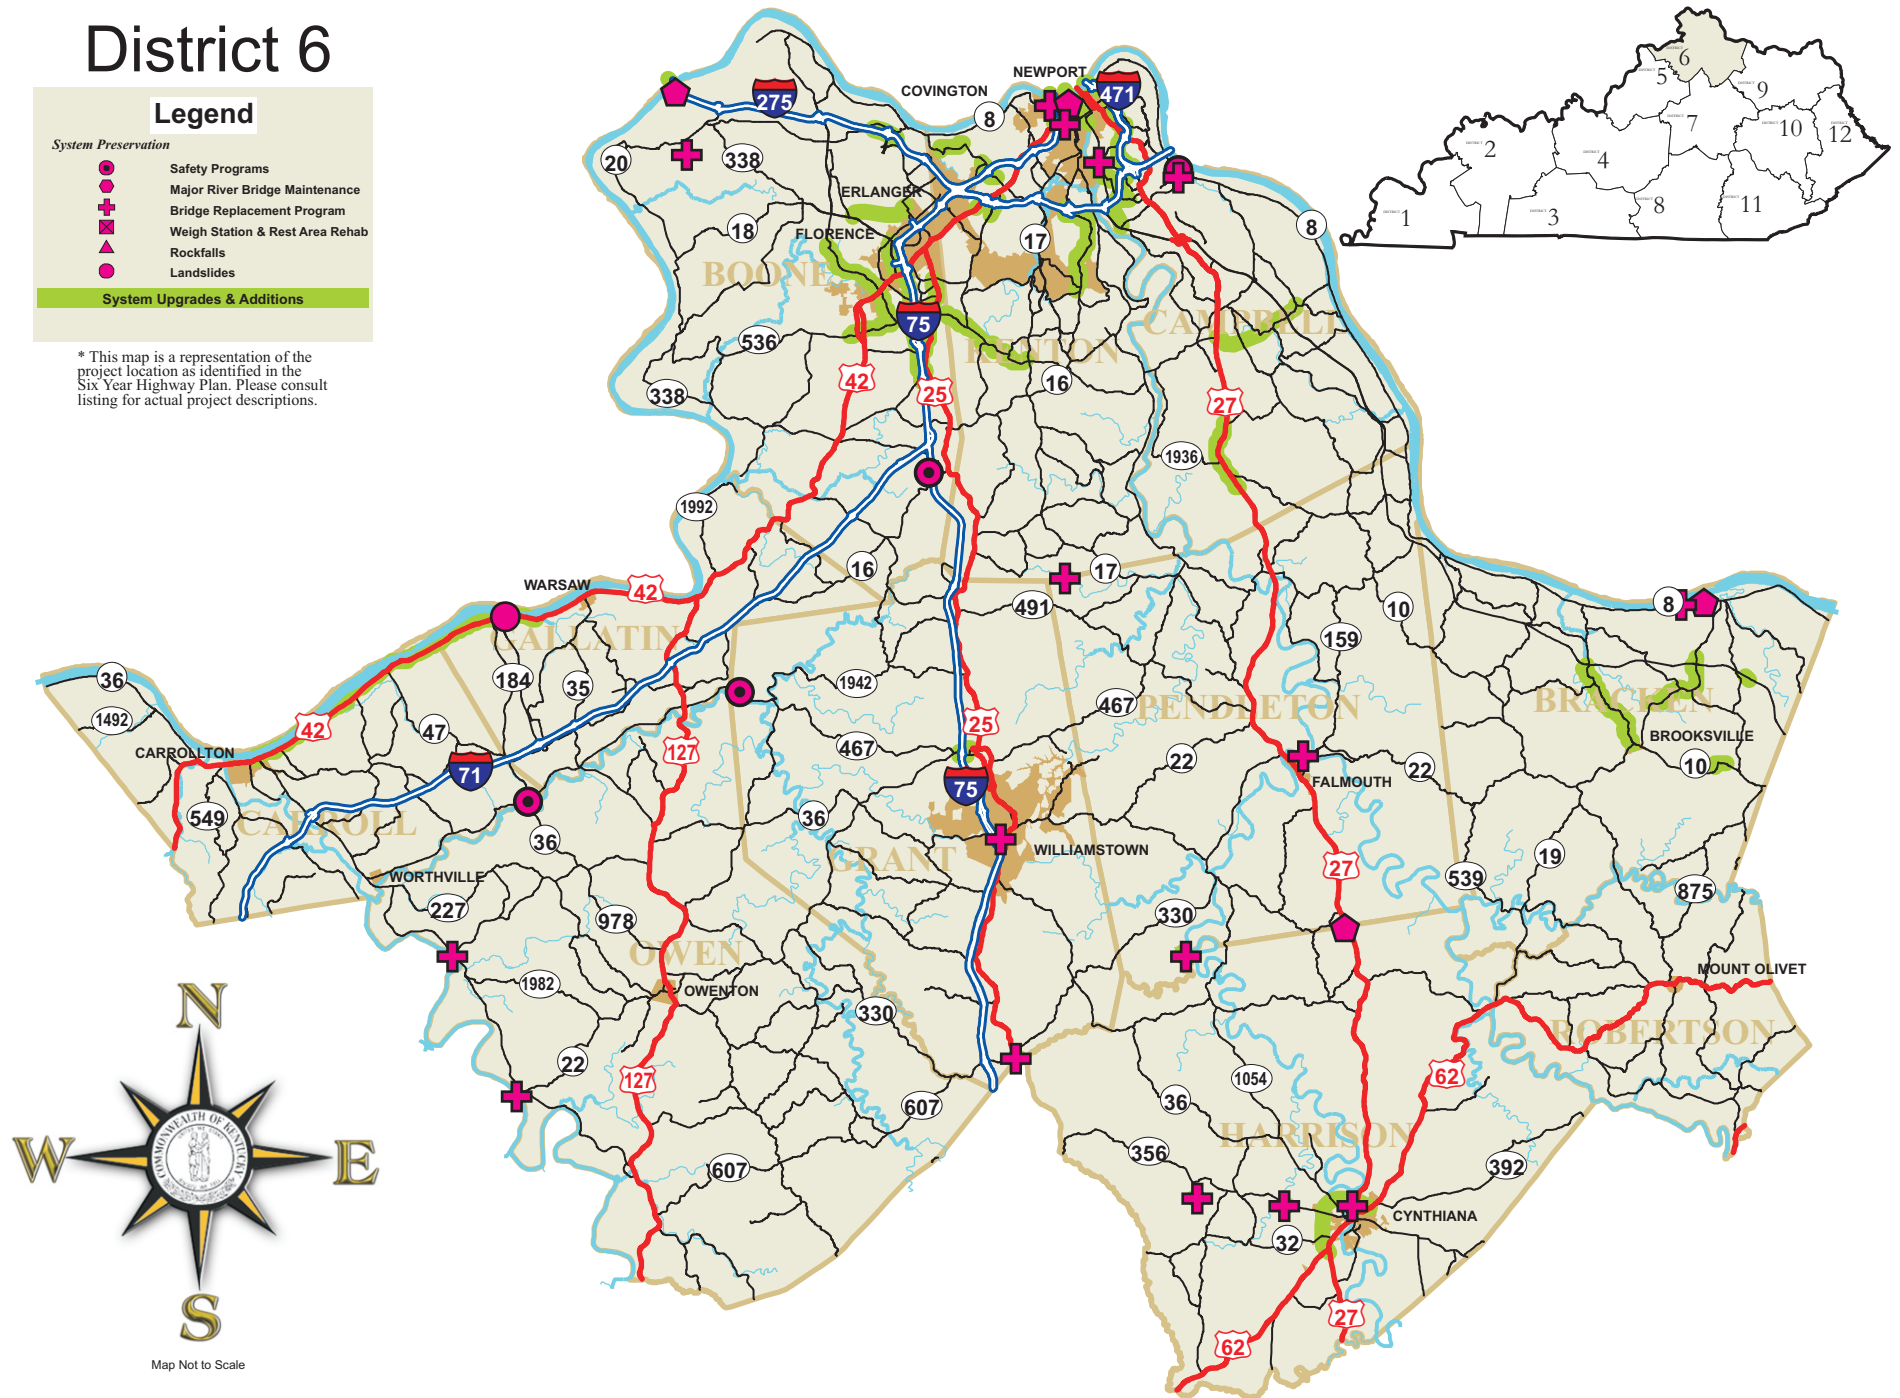 District 6
Legend
System Preservation
Safety Programs
Major River Bridge Maintenance
Bridge Replacement Program
Weigh Station & Rest Area Rehab
Rockfalls
Landslides
System Upgrades & Additions
* This map is a representation of the
project location as identified in the
Six Year Highway Plan. Please consult
listing for actual project descriptions.
NEWPORT
COVINGTON
275
471
8
20
338
ERLANGER
18
FLORENCE
17
8
BOONE
75
CAMPBELL
536
KENTON
42
25
16
338
27
1936
1992
16
17
WARSAW
42
491
10
8
GALLATIN
159
36
184
35
1942
1492
467
PENDLETON
BRACKEN
42
47
25
CARROLLTON
127
467
BROOKSVILLE
71
22
22
10
75
FALMOUTH
549
CARROLL
36
36
GRANT
WILLIAMSTOWN
27
19
WORTHVILLE
539
875
227
978
330
OWEN
MOUNT OLIVET
1982
OWENTON
330
ROBERTSON
22
127
62
1054
607
36
HARRISON
356
607
392
CYNTHIANA
32
27
62
N
W
E
S
COMMONWEALTH OF KENTUCKY
Map Not to Scale
DISTRICT
6
5
9
7
10
12
2
4
1
3
8
11